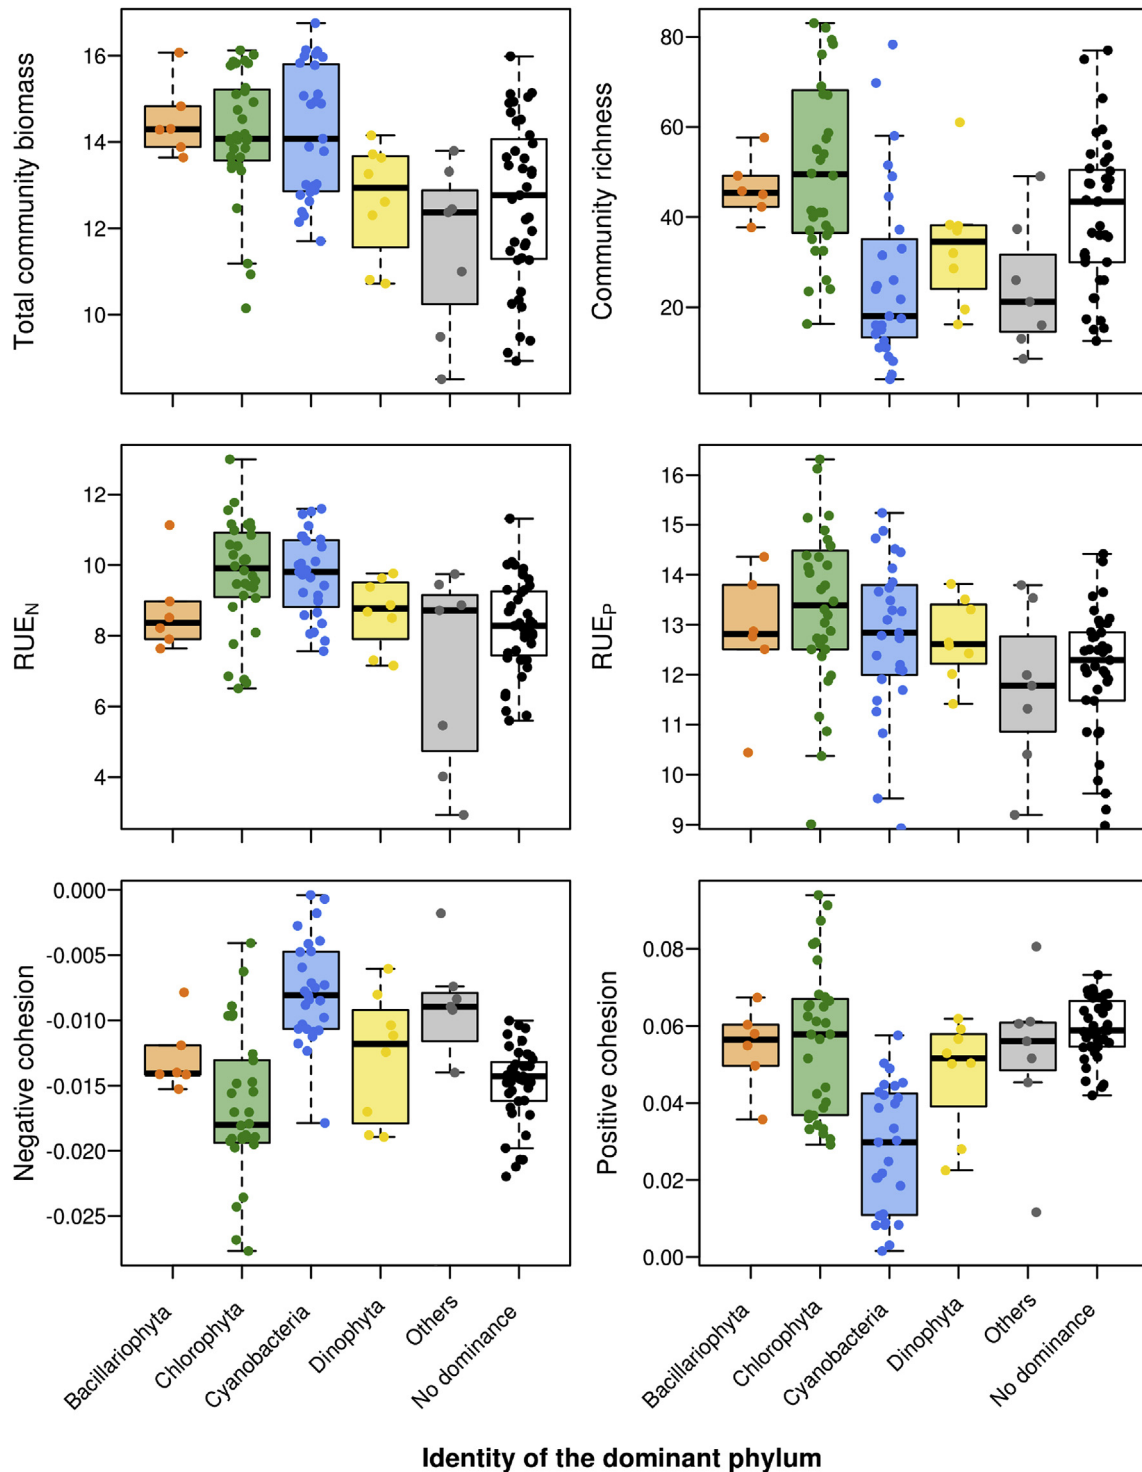 Total community biomass
16
14
12
10
Community richness
80
60
40
20
RUEN
12
10
8
6
4
RUEP
16
15
14
13
12
11
10
9
Negative cohesion
0.000
-0.005
-0.010
-0.015
-0.020
-0.025
Positive cohesion
0.08
0.06
0.04
0.02
0.00
Bacillariophyta
Chlorophyta
Cyanobacteria
Dinophyta
Others
No dominance
Bacillariophyta
Chlorophyta
Cyanobacteria
Dinophyta
Others
No dominance
Identity of the dominant phylum